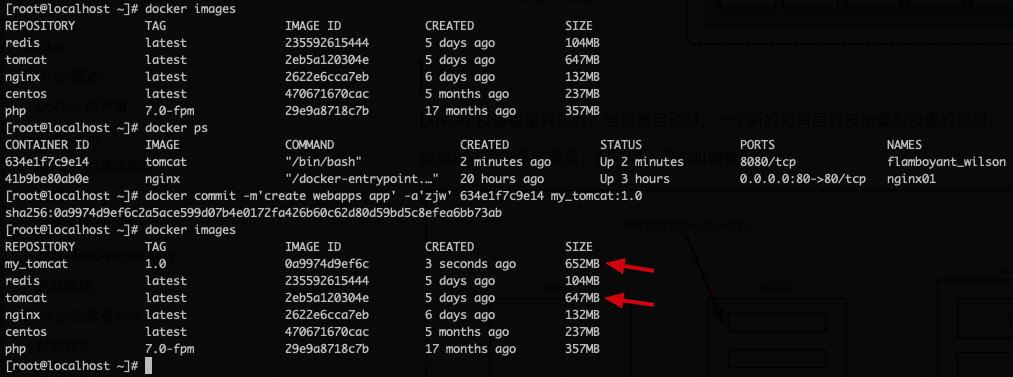 [root@localhost ~]# docker images
REPOSITORY TAG IMAGE ID CREATED SIZE
redis latest 235592615444 5 days ago 104MB
tomcat latest 2eb5a120304e 5 days ago 647MB
nginx latest 2622e6cca7eb 6 days ago 132MB
centos latest 470671670cac 5 months ago 237MB
php 7.0-fpm 29e9a8718c7b 17 months ago 357MB
[root@localhost ~]# docker ps
CONTAINER ID IMAGE COMMAND CREATED STATUS PORTS NAMES
634e1f7c9e14 tomcat "/bin/bash" 2 minutes ago Up 2 minutes 8080/tcp flamboyant_wilson
41b9be80ab0e nginx "/docker-entrypoint.…" 20 hours ago Up 3 hours 0.0.0.0:80->80/tcp nginx01
[root@localhost ~]# docker commit -m'create webapps app' -a'zjw' 634e1f7c9e14 my_tomcat:1.0
sha256:0a9974d9ef6c2a5ace599d07b4e0172fa426b60c62d80d59bd5c8efea6bb73ab
[root@localhost ~]# docker images
REPOSITORY TAG IMAGE ID CREATED SIZE
my_tomcat 1.0 0a9974d9ef6c 3 seconds ago 652MB
redis latest 235592615444 5 days ago 104MB
tomcat latest 2eb5a120304e 5 days ago 647MB
nginx latest 2622e6cca7eb 6 days ago 132MB
centos latest 470671670cac 5 months ago 237MB
php 7.0-fpm 29e9a8718c7b 17 months ago 357MB
[root@localhost ~]#